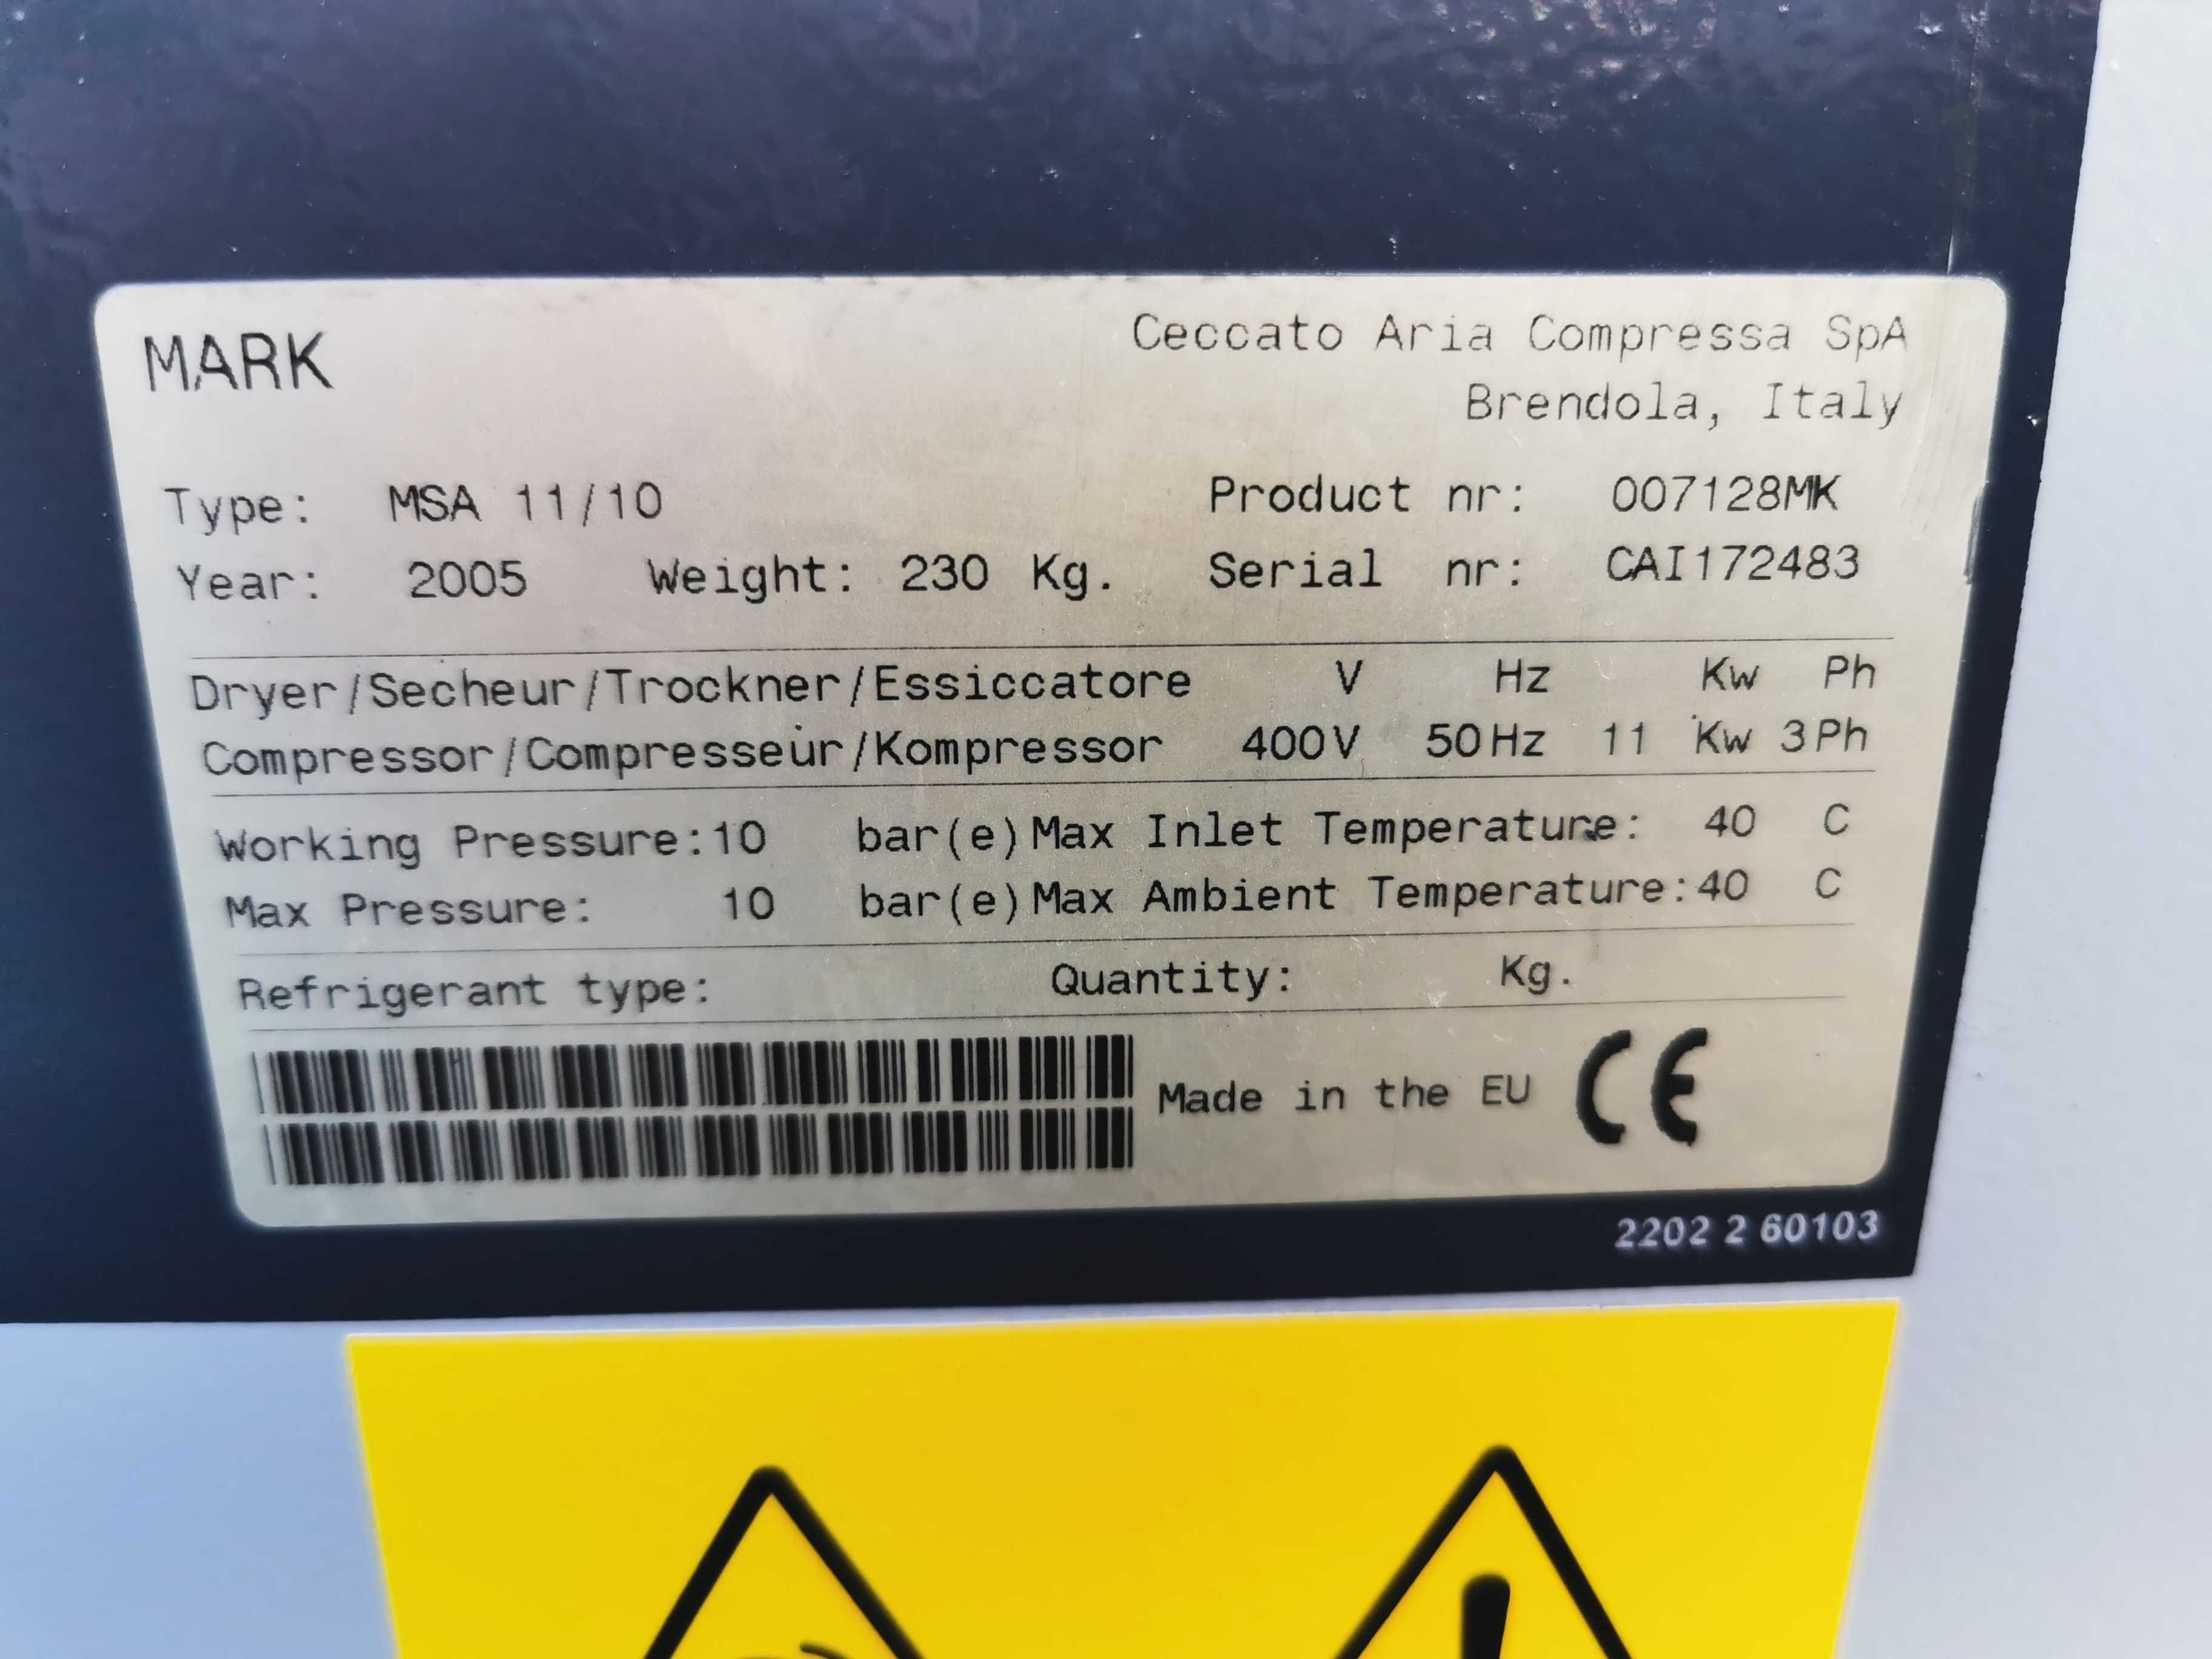 MARK
Ceccato Aria Compressa SpA
Brendola, Italy
Type: MSA 11/10 Product nr: 007128MK
Year: 2005 Weight: 230 Kg. Serial nr: CAI172483
Dryer/Secheur/Trockner/Essiccatore V Hz Kw Ph
Compressor/Compresseur/Kompressor 400V 50Hz 11 Kw 3Ph
Working Pressure:10 bar(e) Max Inlet Temperature: 40 C
Max Pressure: 10 bar(e) Max Ambient Temperature:40 C
Refrigerant type: Quantity: Kg.
Made in the EU CE
2202 2 60103